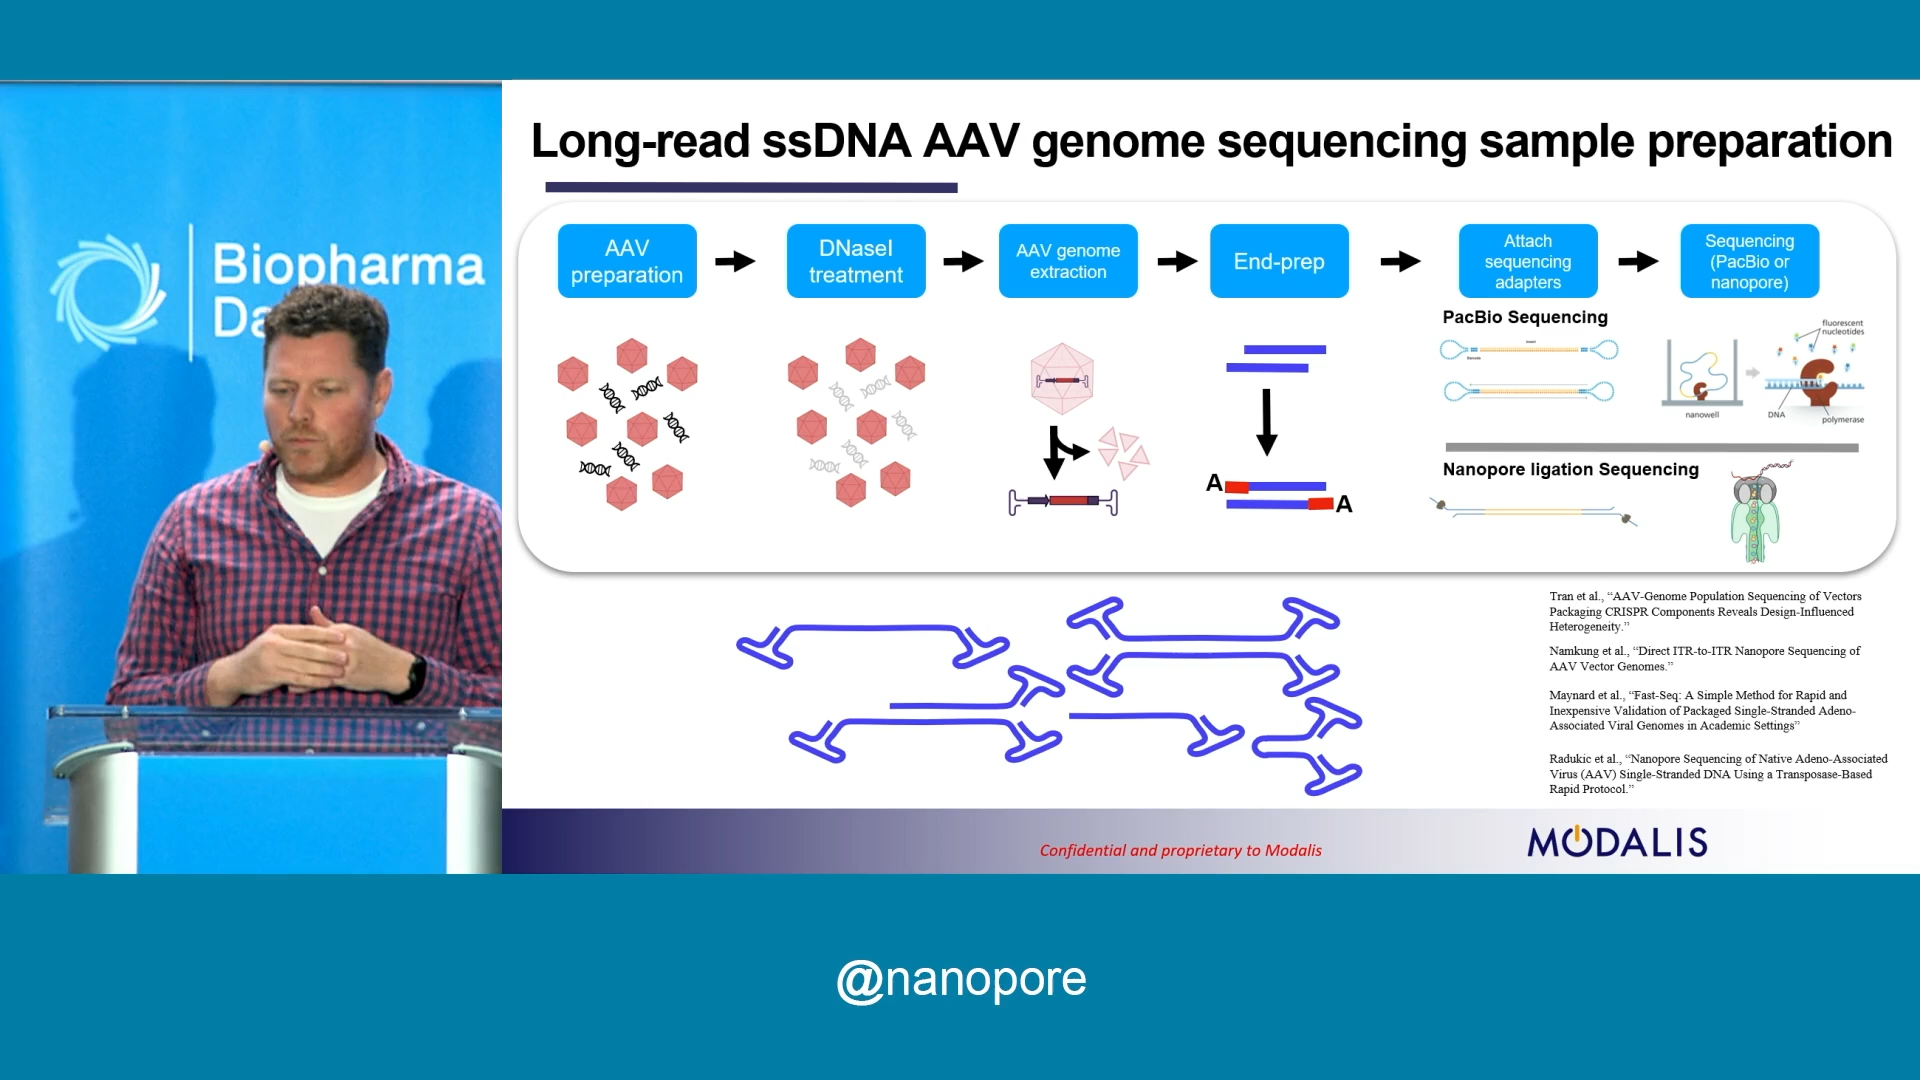 Biopharma
Da
Long-read ssDNA AAV genome sequencing sample preparation
AAV
preparation
DNaseI
treatment
AAV genome
extraction
End-prep
Attach
sequencing
adapters
Sequencing
(PacBio or
nanopore)
A
A
PacBio Sequencing
fluorescent
nucleotides
nanowell
DNA
polymerase
Nanopore ligation Sequencing
Tran et al., “AAV-Genome Population Sequencing of Vectors
Packaging CRISPR Components Reveals Design-Influenced
Heterogeneity.”
Namkung et al., “Direct ITR-to-ITR Nanopore Sequencing of
AAV Vector Genomes.”
Maynard et al., “Fast-Seq: A Simple Method for Rapid and
Inexpensive Validation of Packaged Single-Stranded Adeno-
Associated Viral Genomes in Academic Settings”
Radukic et al., “Nanopore Sequencing of Native Adeno-Associated
Virus (AAV) Single-Stranded DNA Using a Transposase-Based
Rapid Protocol.”
Confidential and proprietary to Modalis
MODALIS
@nanopore